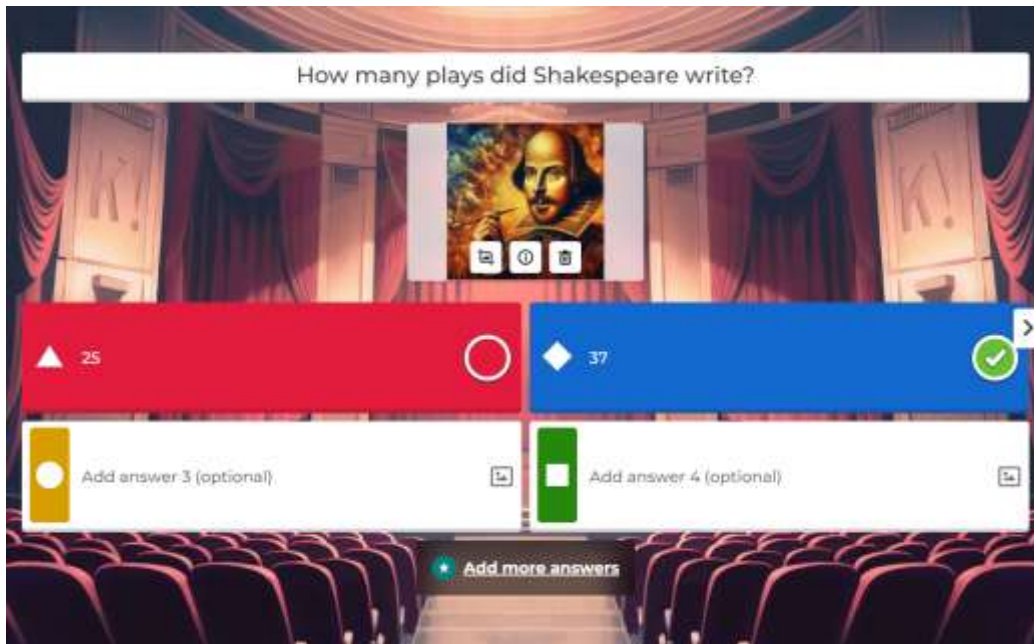 How many plays did Shakespeare write?
K!
K!
25
37
Add answer 3 (optional)
Add answer 4 (optional)
Add more answers